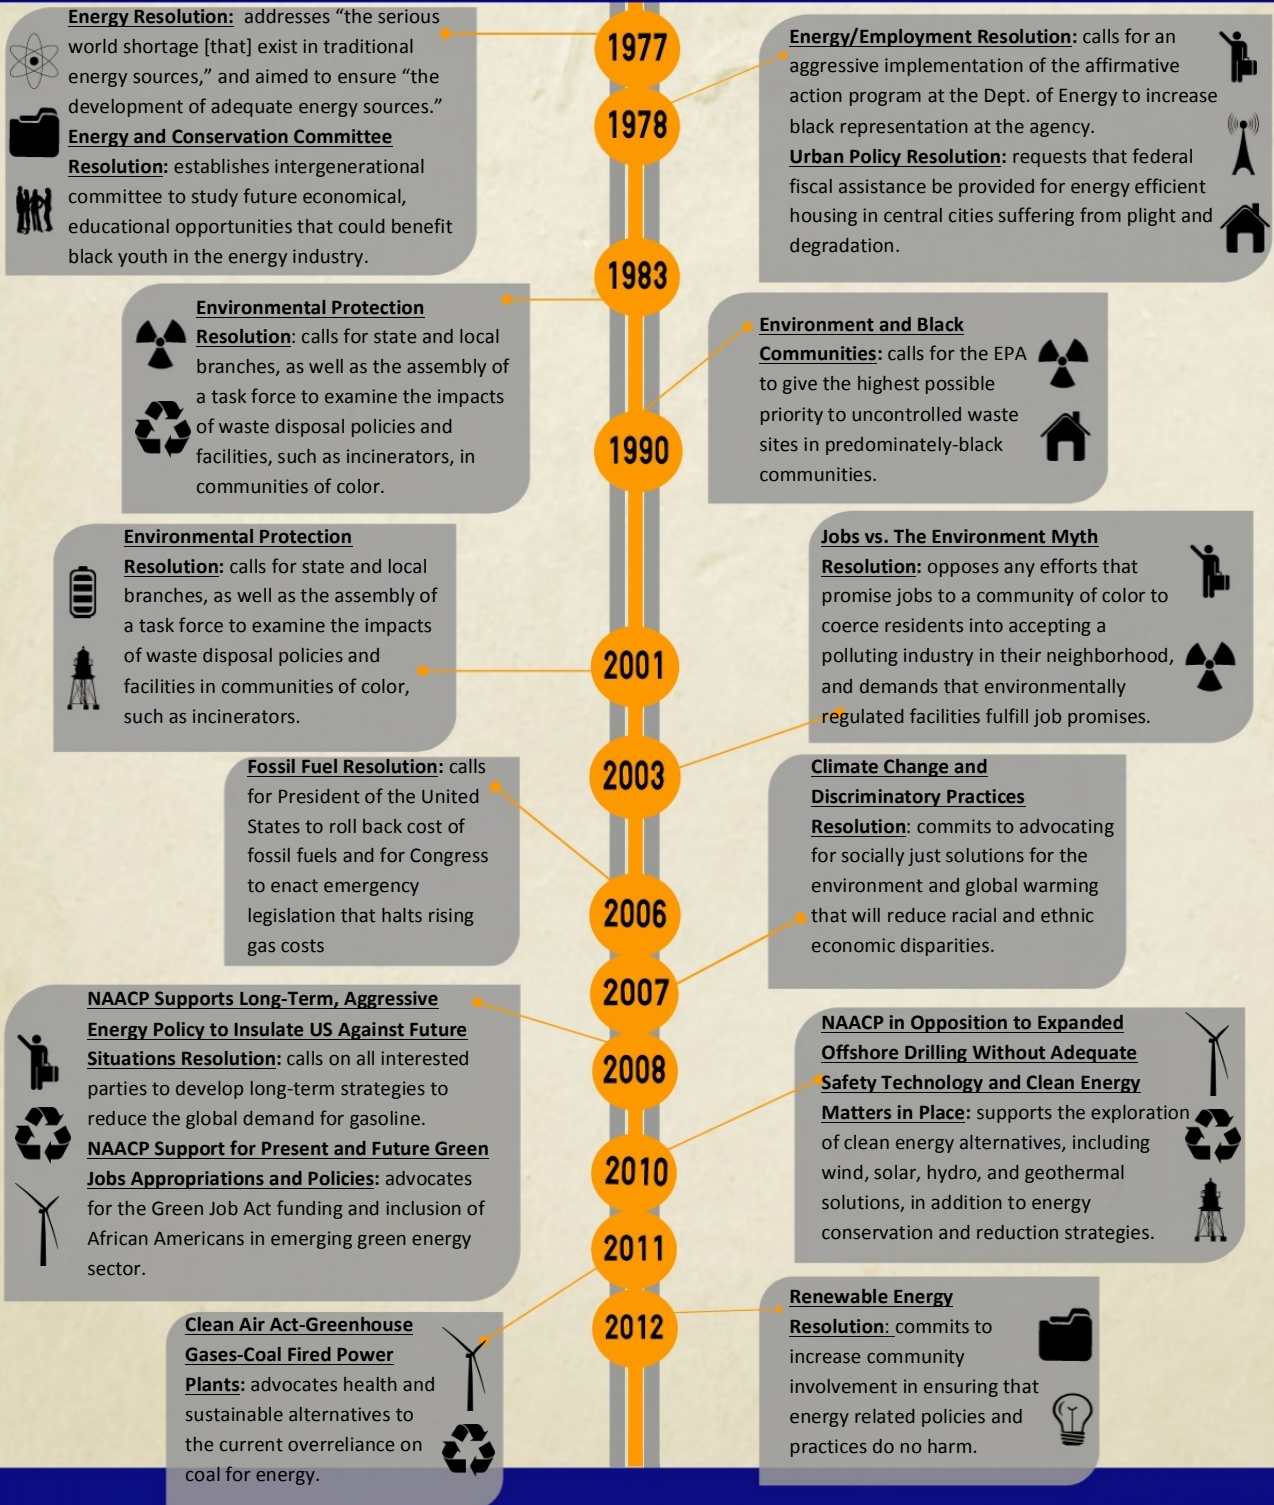 Energy Resolution: addresses “the serious
world shortage [that] exist in traditional
energy sources,” and aimed to ensure “the
development of adequate energy sources.”
Energy and Conservation Committee
Resolution: establishes intergenerational
committee to study future economical,
educational opportunities that could benefit
black youth in the energy industry.
1977
1978
Energy/Employment Resolution: calls for an
aggressive implementation of the affirmative
action program at the Dept. of Energy to increase
black representation at the agency.
Urban Policy Resolution: requests that federal
fiscal assistance be provided for energy efficient
housing in central cities suffering from plight and
degradation.
1983
Environmental Protection
Resolution: calls for state and local
branches, as well as the assembly of
a task force to examine the impacts
of waste disposal policies and
facilities, such as incinerators, in
communities of color.
Environment and Black
Communities: calls for the EPA
to give the highest possible
priority to uncontrolled waste
sites in predominately-black
communities.
1990
Environmental Protection
Resolution: calls for state and local
branches, as well as the assembly of
a task force to examine the impacts
of waste disposal policies and
facilities in communities of color,
such as incinerators.
2001
Jobs vs. The Environment Myth
Resolution: opposes any efforts that
promise jobs to a community of color to
coerce residents into accepting a
polluting industry in their neighborhood,
and demands that environmentally
regulated facilities fulfill job promises.
2003
Fossil Fuel Resolution: calls
for President of the United
States to roll back cost of
fossil fuels and for Congress
to enact emergency
legislation that halts rising
gas costs
2006
Climate Change and
Discriminatory Practices
Resolution: commits to advocating
for socially just solutions for the
environment and global warming
that will reduce racial and ethnic
economic disparities.
2007
NAACP Supports Long-Term, Aggressive
Energy Policy to Insulate US Against Future
Situations Resolution: calls on all interested
parties to develop long-term strategies to
reduce the global demand for gasoline.
NAACP Support for Present and Future Green
Jobs Appropriations and Policies: advocates
for the Green Job Act funding and inclusion of
African Americans in emerging green energy
sector.
2008
NAACP in Opposition to Expanded
Offshore Drilling Without Adequate
Safety Technology and Clean Energy
Matters in Place: supports the exploration
of clean energy alternatives, including
wind, solar, hydro, and geothermal
solutions, in addition to energy
conservation and reduction strategies.
2010
2011
Clean Air Act-Greenhouse
Gases-Coal Fired Power
Plants: advocates health and
sustainable alternatives to
the current overreliance on
coal for energy.
2012
Renewable Energy
Resolution: commits to
increase community
involvement in ensuring that
energy related policies and
practices do no harm.